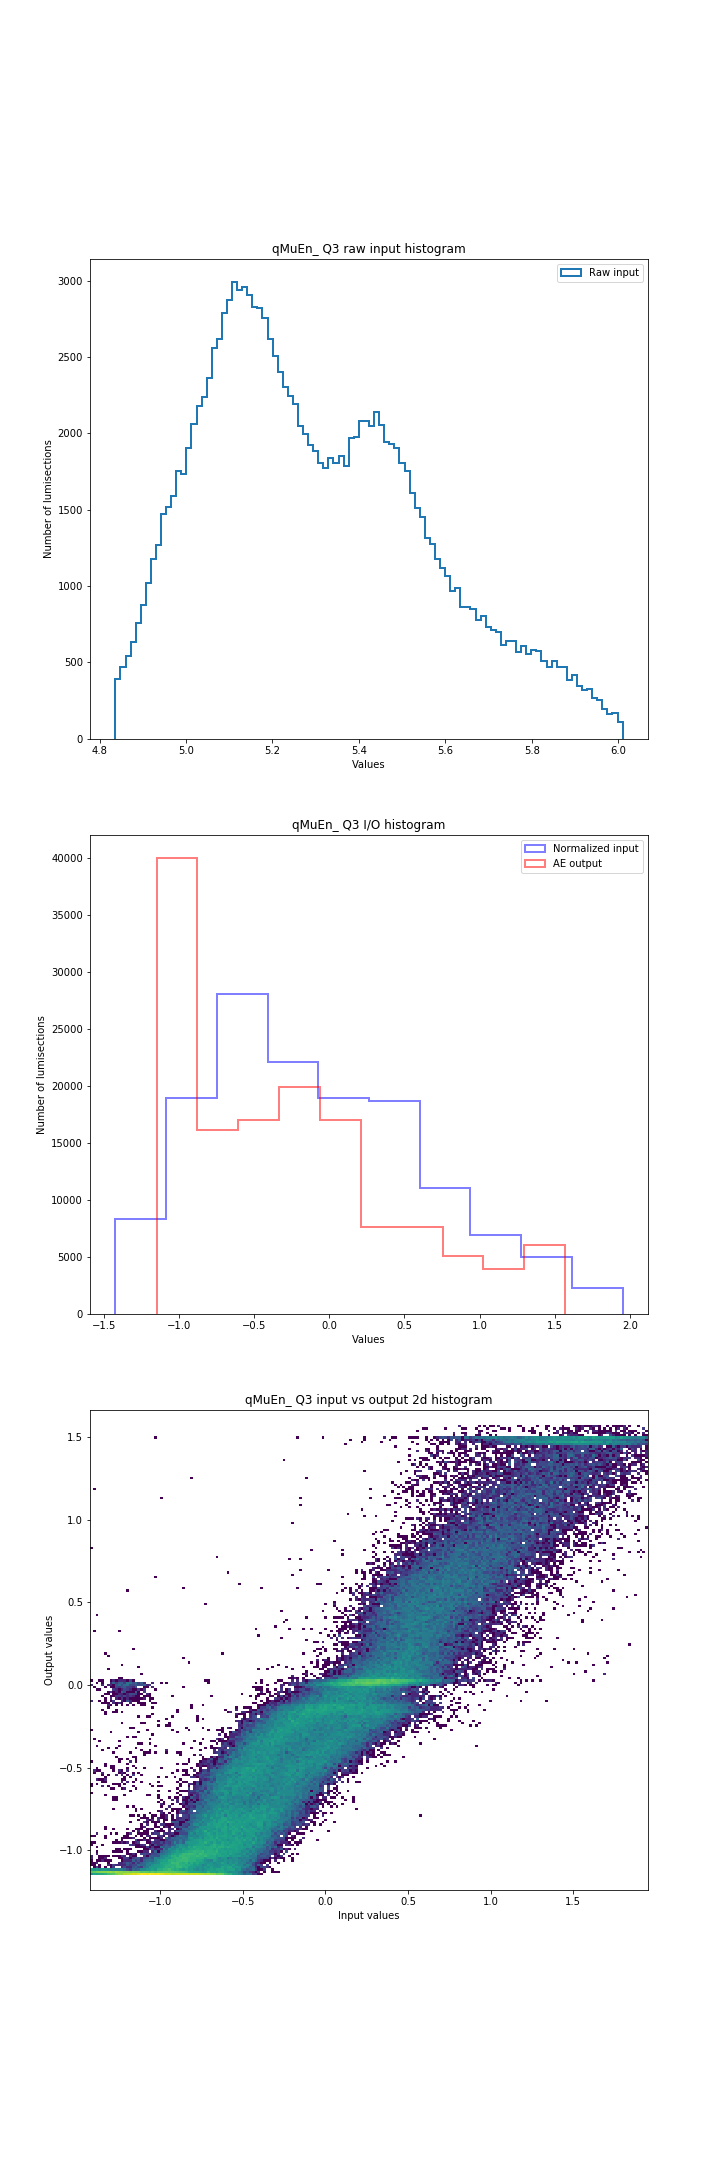 qMuEn_ Q3 raw input histogram
Raw input
3000
2500
2000
1500
1000
500
0
Number of lumisections
4.8 5.0 5.2 5.4 5.6 5.8 6.0
Values
qMuEn_ Q3 I/O histogram
Normalized input
AE output
40000
35000
30000
25000
20000
15000
10000
5000
0
Number of lumisections
−1.5 −1.0 −0.5 0.0 0.5 1.0 1.5 2.0
Values
qMuEn_ Q3 input vs output 2d histogram
1.5
1.0
0.5
0.0
−0.5
−1.0
Output values
−1.0 −0.5 0.0 0.5 1.0 1.5
Input values